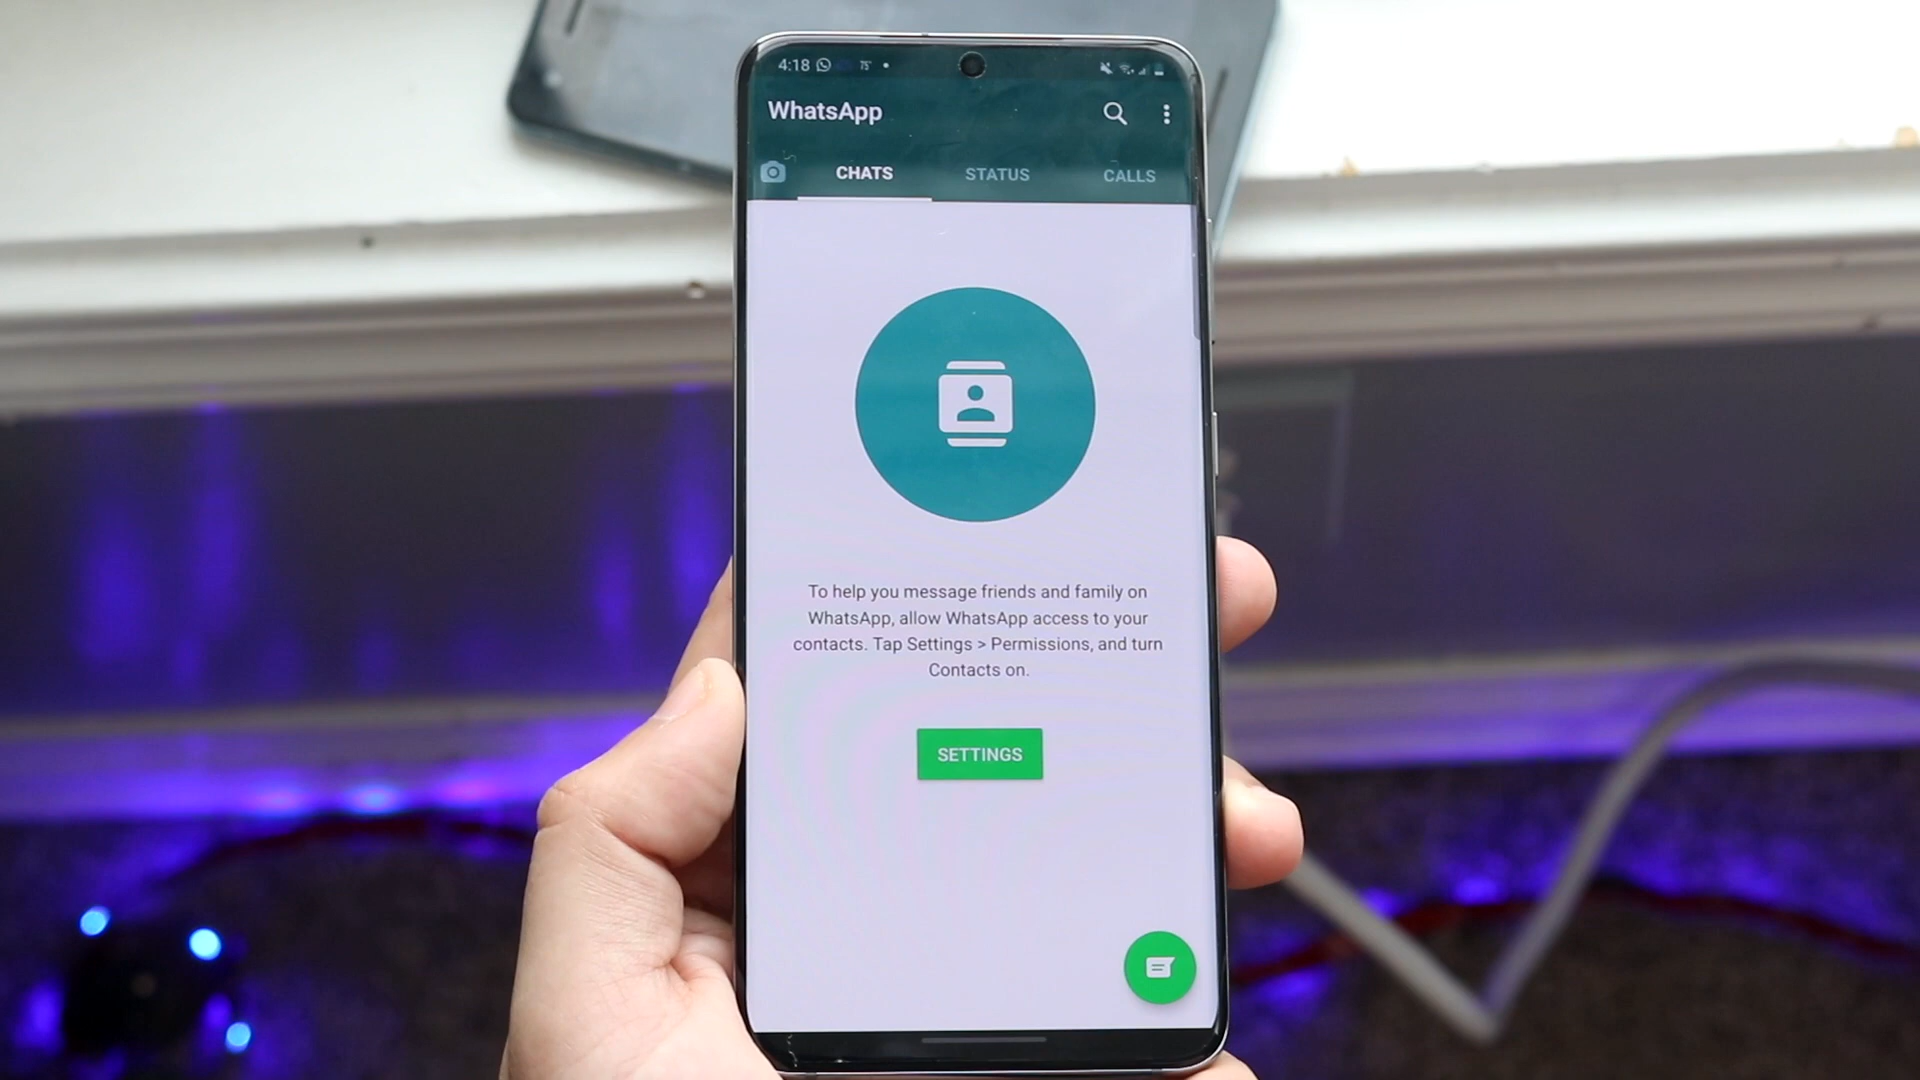 4:18 75°
WhatsApp
CHATS STATUS CALLS
To help you message friends and family on
WhatsApp, allow WhatsApp access to your
contacts. Tap Settings > Permissions, and turn
Contacts on.
SETTINGS